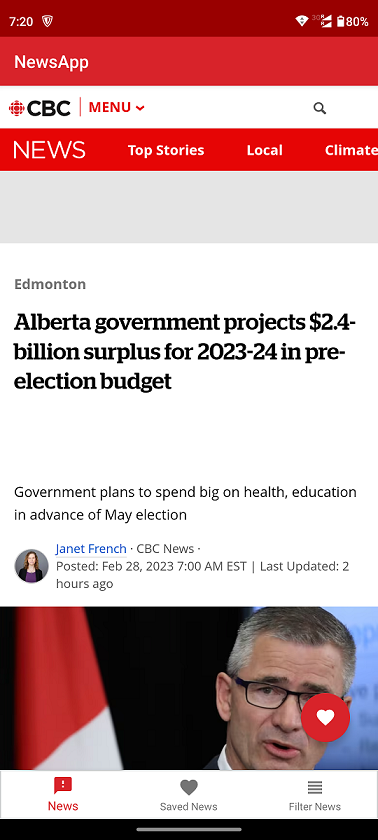 7:20
80%
NewsApp
CBC MENU
NEWS Top Stories Local Climate
Edmonton
Alberta government projects $2.4-
billion surplus for 2023-24 in pre-
election budget
Government plans to spend big on health, education
in advance of May election
Janet French · CBC News ·
Posted: Feb 28, 2023 7:00 AM EST | Last Updated: 2
hours ago
News Saved News Filter News